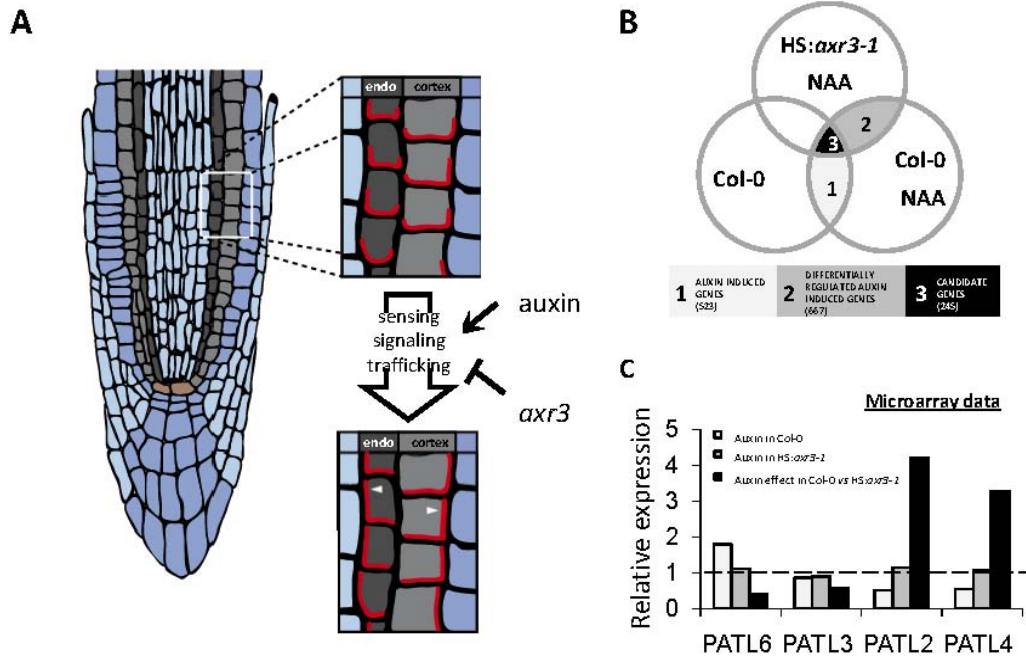 A
endo cortex
sensing
signaling
trafficking
auxin
axr3
endo cortex
B
HS:axr3-1
NAA
2
3
Col-0
1
Col-0
NAA
1 AUXIN INDUCED
GENES
(523)
2 DIFFERENTIALLY
REGULATED AUXIN
INDUCED GENES
(667)
3 CANDIDATE
GENES
(245)
C
Microarray data
Relative expression
5
4
3
2
1
0
Auxin in Col-0
Auxin in HS:axr3-1
Auxin effect in Col-0 vs HS:axr3-1
PATL6 PATL3 PATL2 PATL4